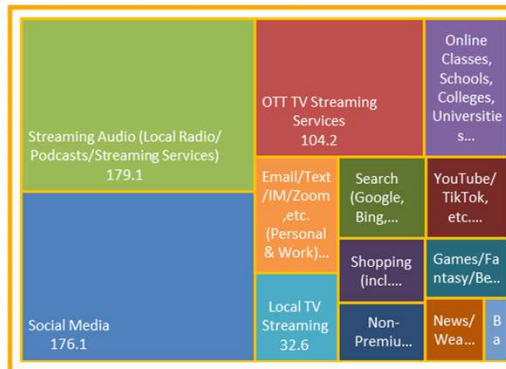 Streaming Audio (Local Radio/
Podcasts/Streaming Services)
179.1
Social Media
176.1
OTT TV Streaming
Services
104.2
Email/Text
/IM/Zoom
,etc.
(Personal
& Work)...
Local TV
Streaming
32.6
Online
Classes,
Schools,
Colleges,
Universitie
s...
Search
(Google,
Bing,...
YouTube/
TikTok,
etc....
Shopping
(incl....
Games/Fa
ntasy/Be...
Non-
Premiu...
News/
Wea...
B
a